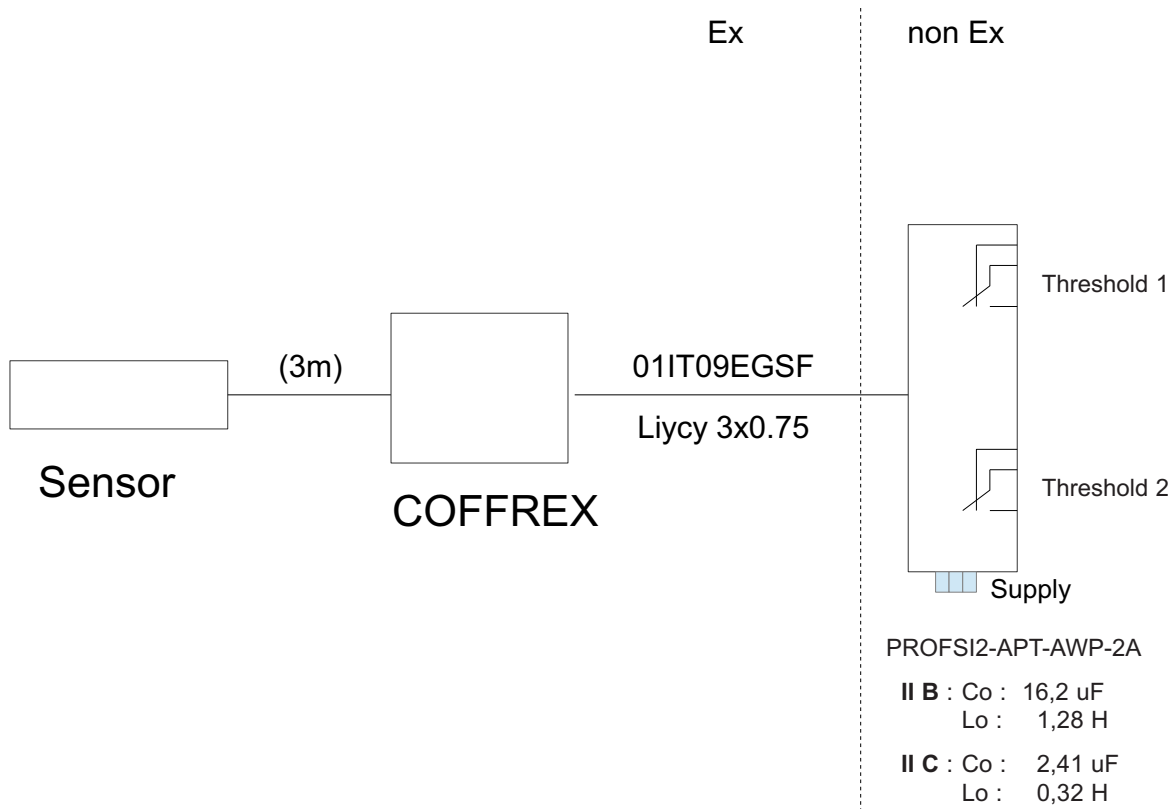 Ex
non Ex
Threshold 1
(3m)
01IT09EGSF
Liycy 3x0.75
Sensor
COFFREX
Threshold 2
Supply
PROFSI2-APT-AWP-2A
II B : Co : 16,2 uF
Lo : 1,28 H
II C : Co : 2,41 uF
Lo : 0,32 H